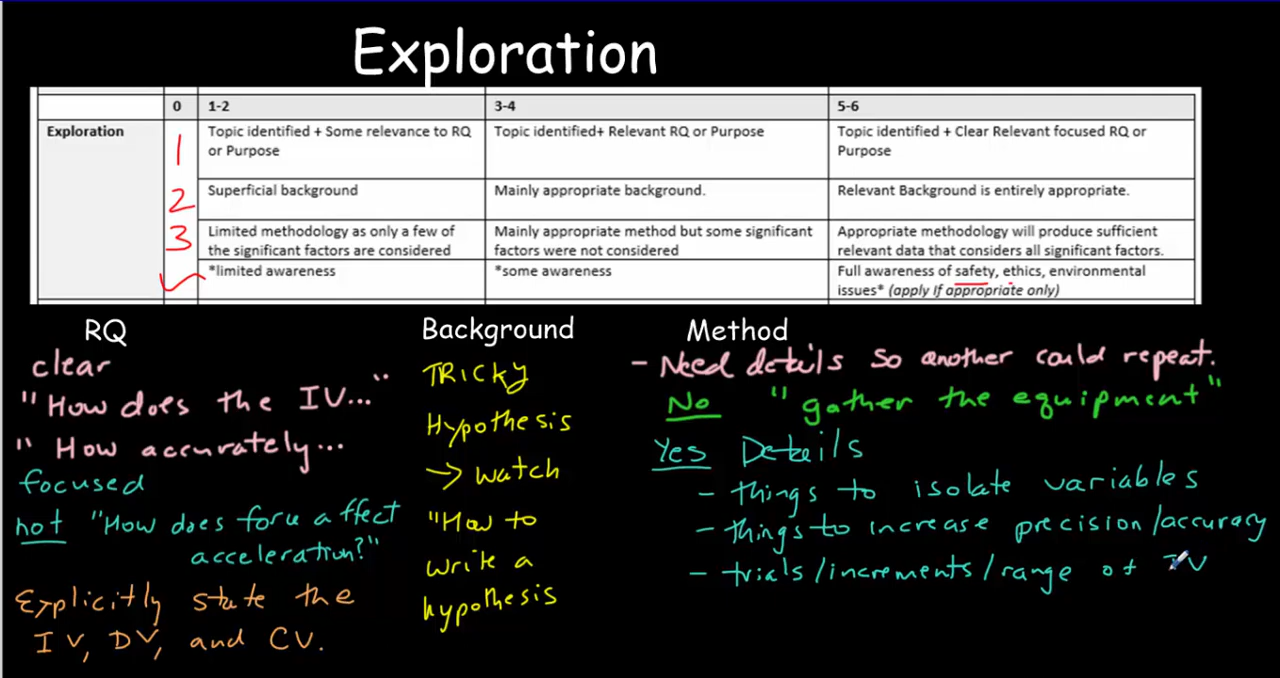 Exploration
0 1-2 3-4 5-6
Exploration
1
Topic identified + Some relevance to RQ
or Purpose
Topic identified+ Relevant RQ or Purpose
Topic identified + Clear Relevant focused RQ or
Purpose
2
Superficial background
Mainly appropriate background.
Relevant Background is entirely appropriate.
3
Limited methodology as only a few of
the significant factors are considered
Mainly appropriate method but some significant
factors were not considered
Appropriate methodology will produce sufficient
relevant data that considers all significant factors.
*limited awareness
*some awareness
Full awareness of safety, ethics, environmental
issues* (apply if appropriate only)
RQ
clear
"How does the IV..."
" How accurately...
focused
not "How does force affect
acceleration?"
Explicitly state the
IV, DV, and CV.
Background
TRICKY
Hypothesis
→ watch
"How to
write a
hypothesis
Method
- Need details so another could repeat.
No "gather the equipment"
Yes Details
- things to isolate variables
- things to increase precision/accuracy
- trials/increments/range of IV